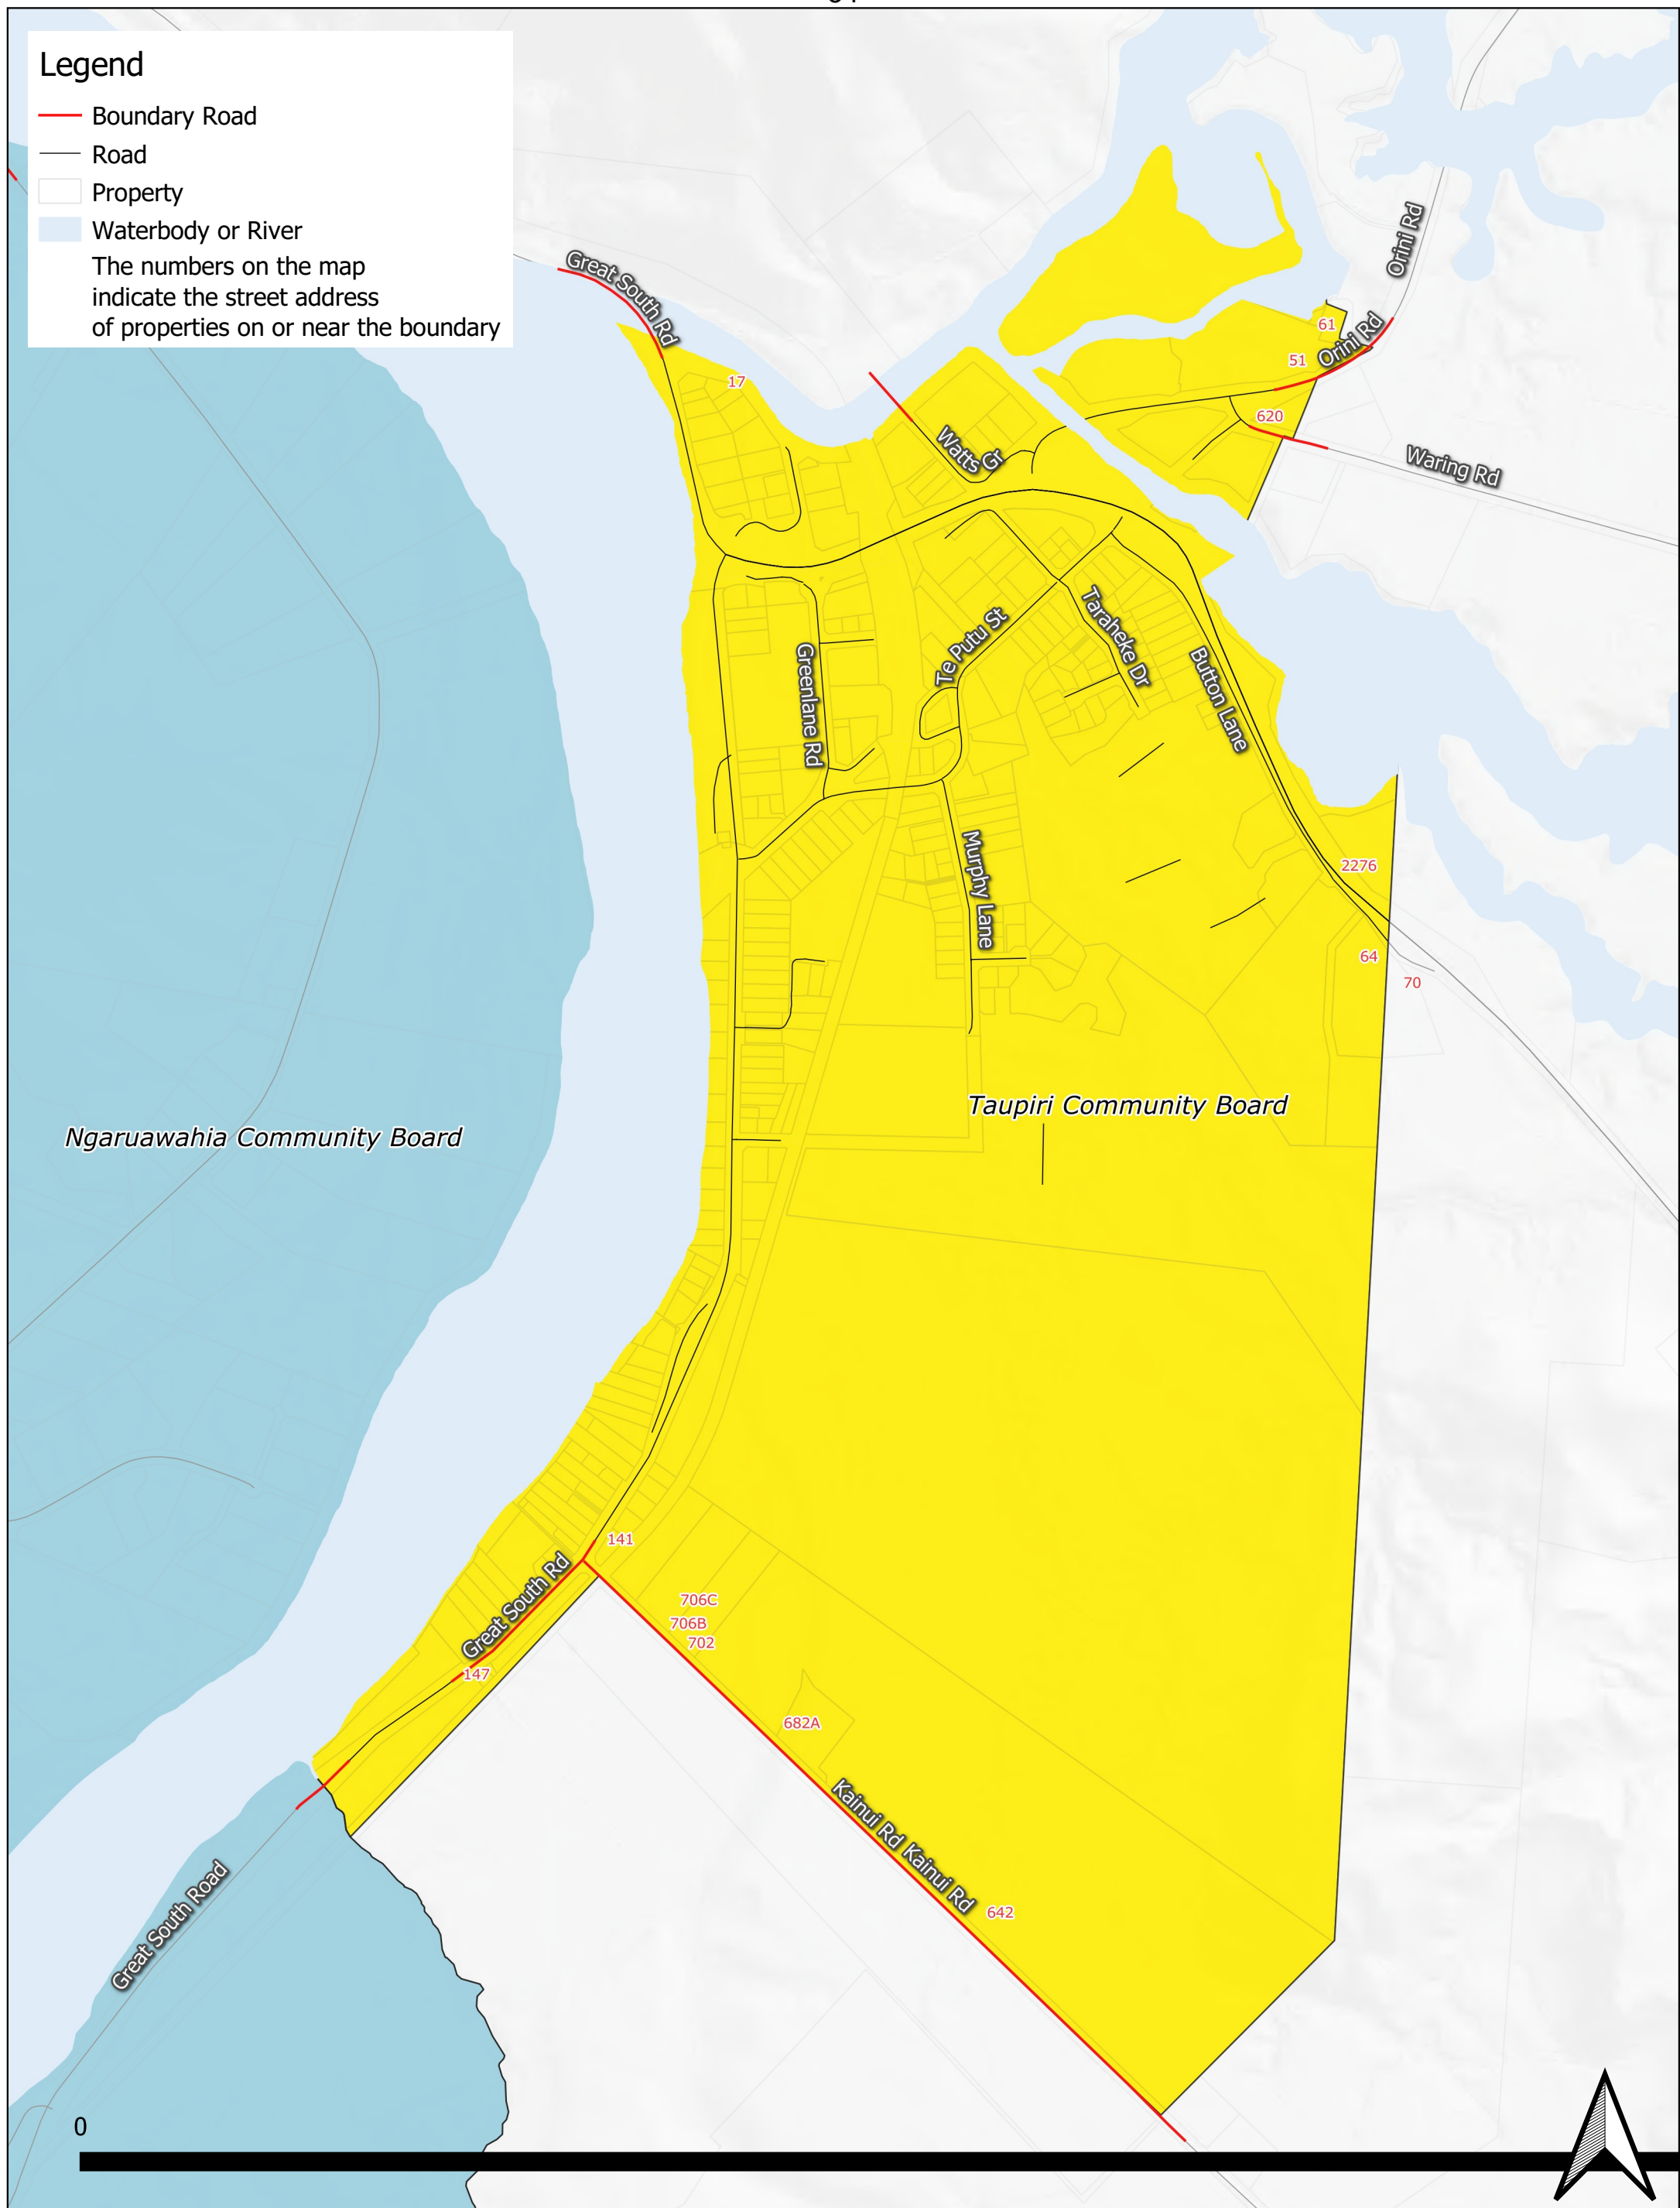 Legend
Boundary Road
Road
Property
Waterbody or River
The numbers on the map
indicate the street address
of properties on or near the boundary
Great South Rd
17
Watts Gr
Orini Rd
61
Orini Rd
51
620
Waring Rd
Greenlane Rd
Te Putu St
Taraheke Dr
Button Lane
Murphy Lane
2276
64
70
Taupiri Community Board
Ngaruawahia Community Board
141
Great South Rd
147
706C
706B
702
682A
Kainui Rd Kainui Rd
642
Great South Road
0